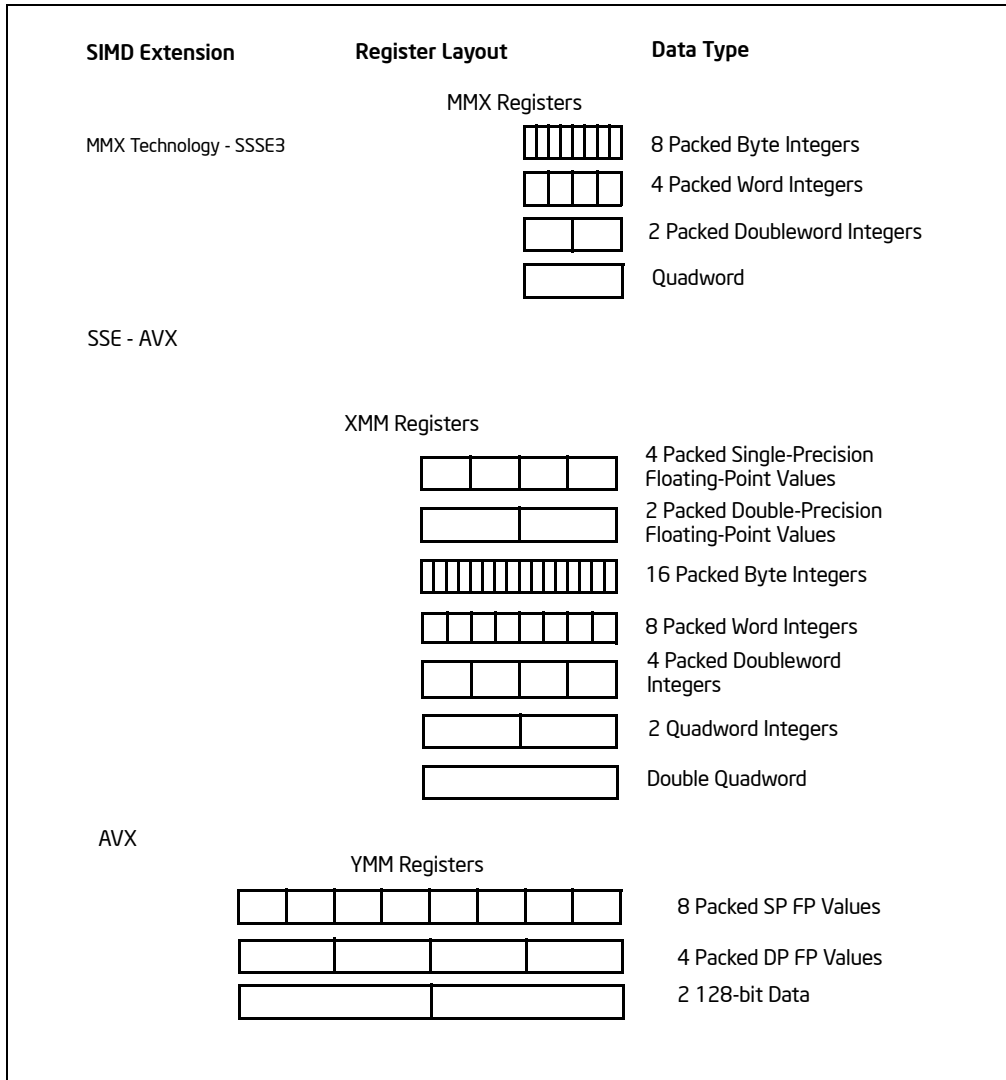 SIMD Extension Register Layout Data Type
MMX Registers
MMX Technology - SSSE3 8 Packed Byte Integers
4 Packed Word Integers
2 Packed Doubleword Integers
Quadword
SSE - AVX
XMM Registers
4 Packed Single-Precision
Floating-Point Values
2 Packed Double-Precision
Floating-Point Values
16 Packed Byte Integers
8 Packed Word Integers
4 Packed Doubleword
Integers
2 Quadword Integers
Double Quadword
AVX
YMM Registers
8 Packed SP FP Values
4 Packed DP FP Values
2 128-bit Data